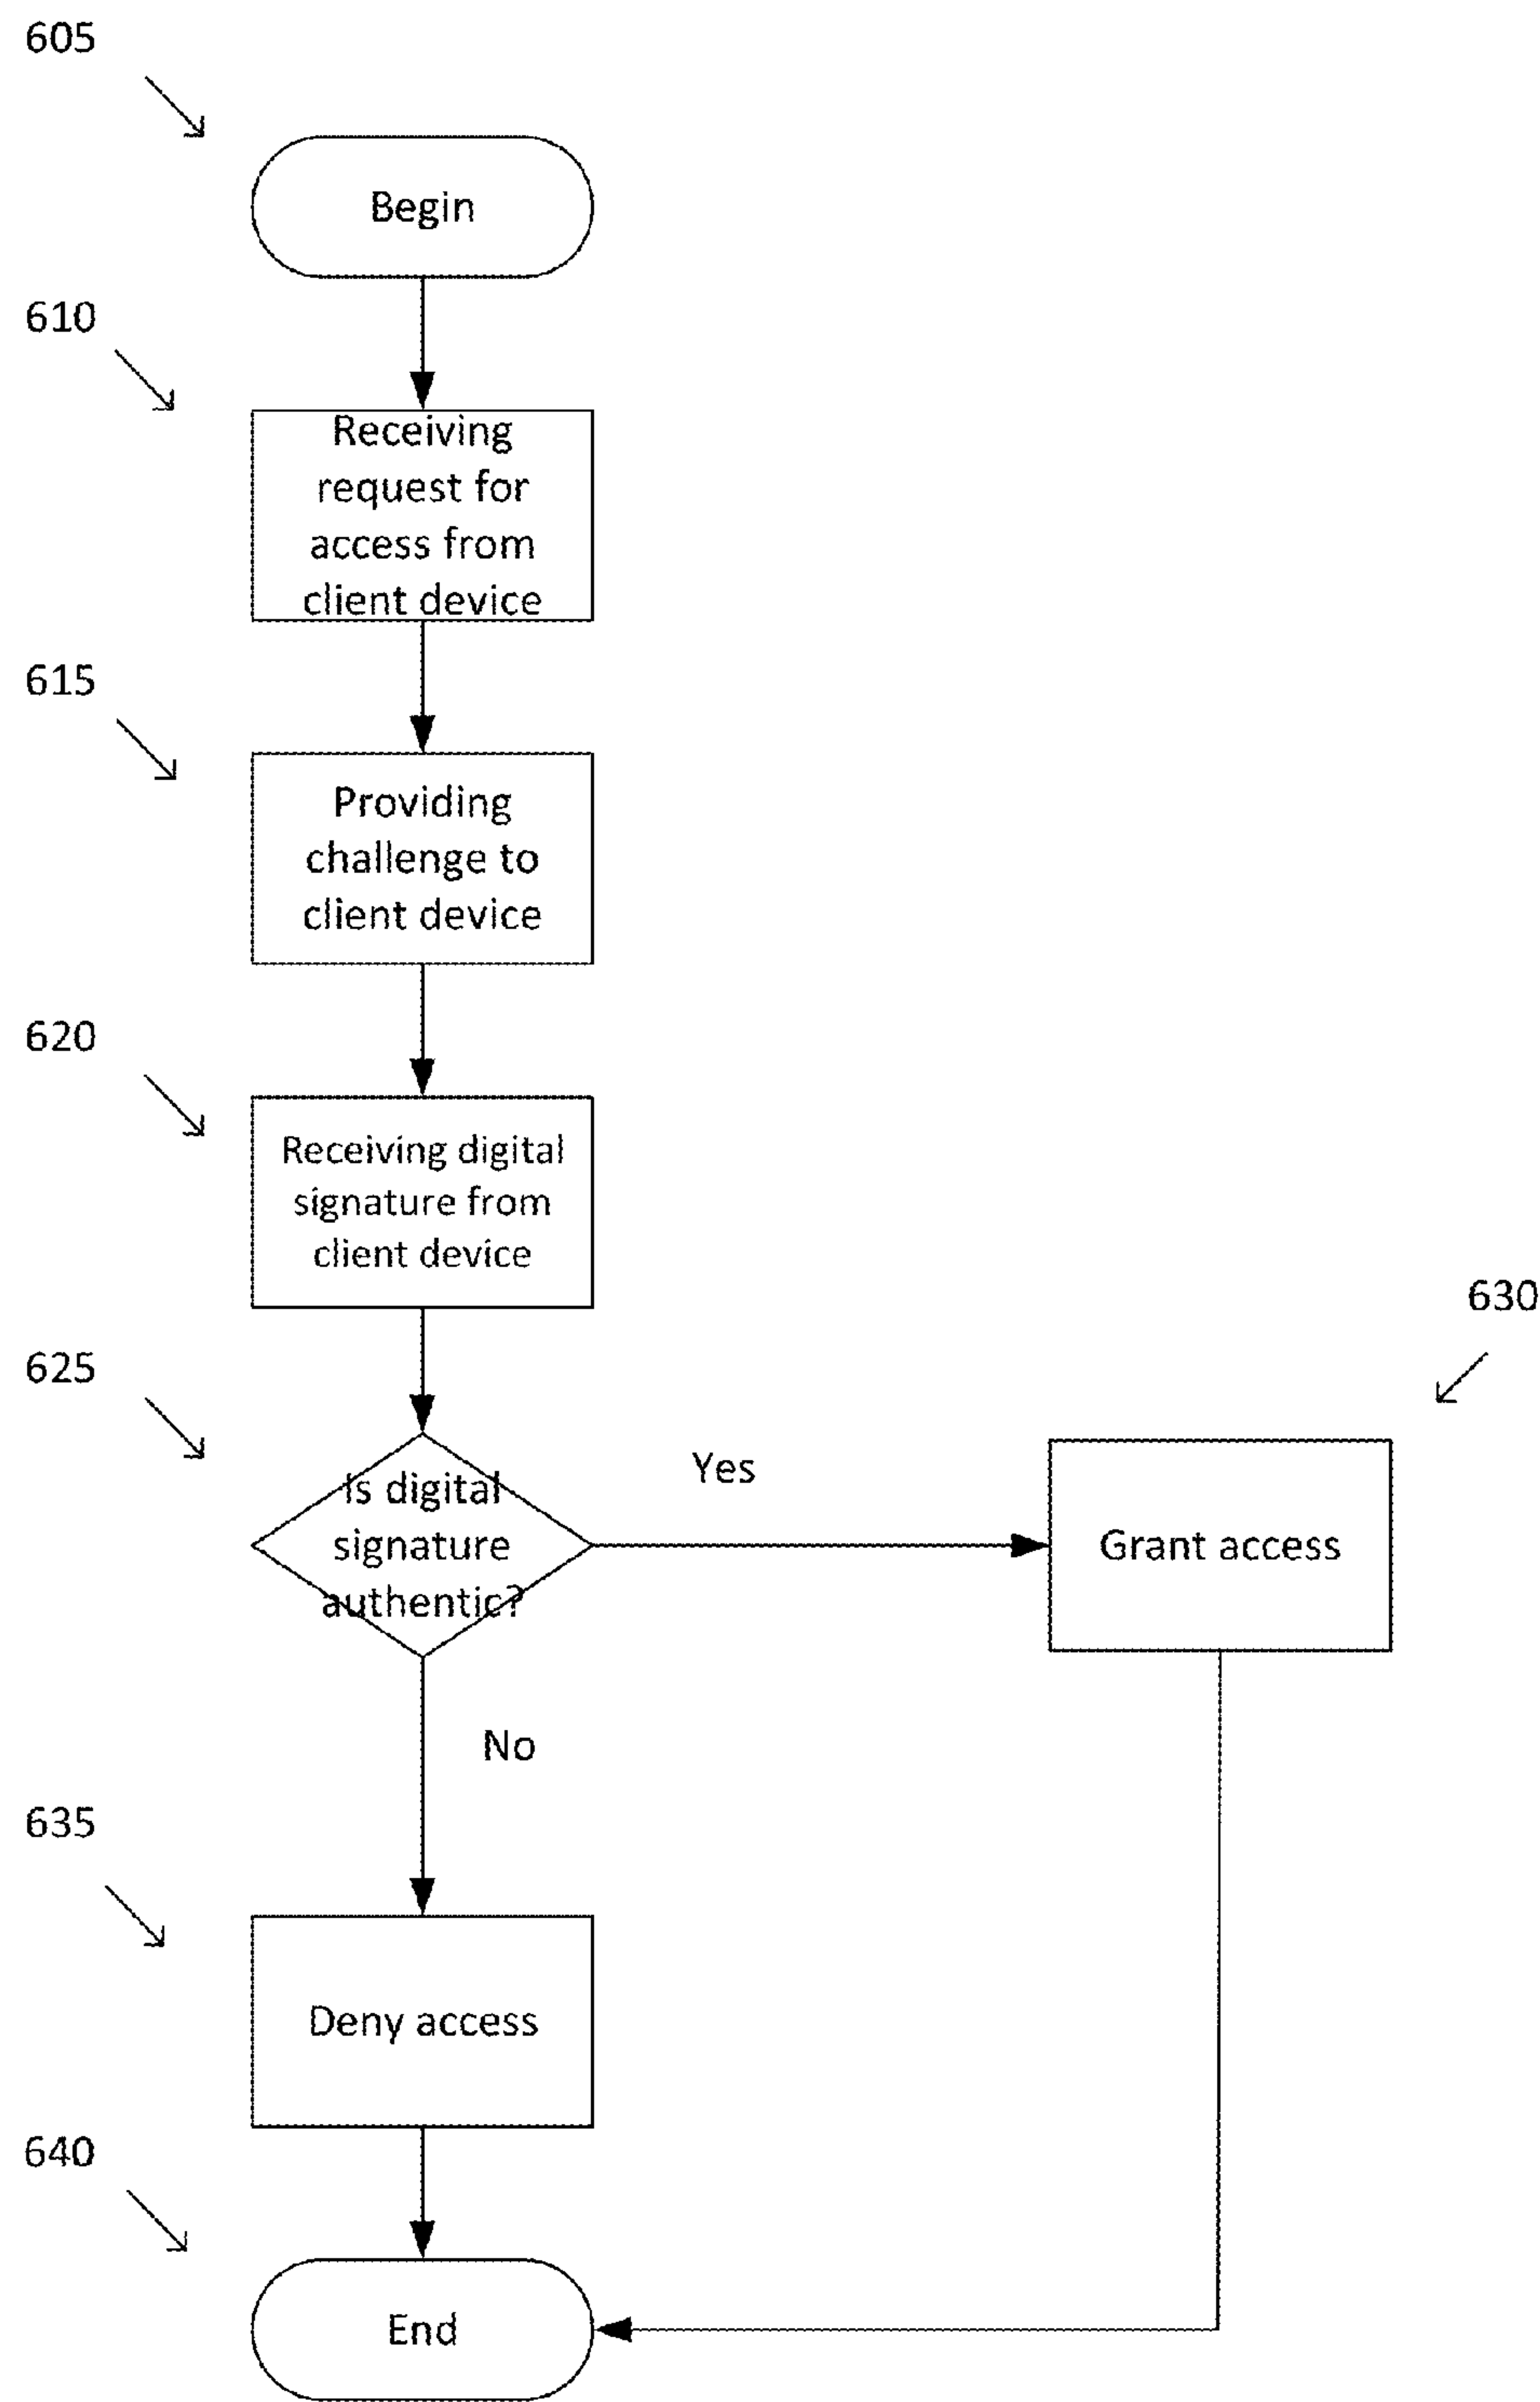 605
Begin
610
Receiving
request for
access from
client device
615
Providing
challenge to
client device
620
Receiving digital
signature from
client device
630
625
Yes
Is digital
signature
authentic?
Grant access
No
635
Deny access
640
End